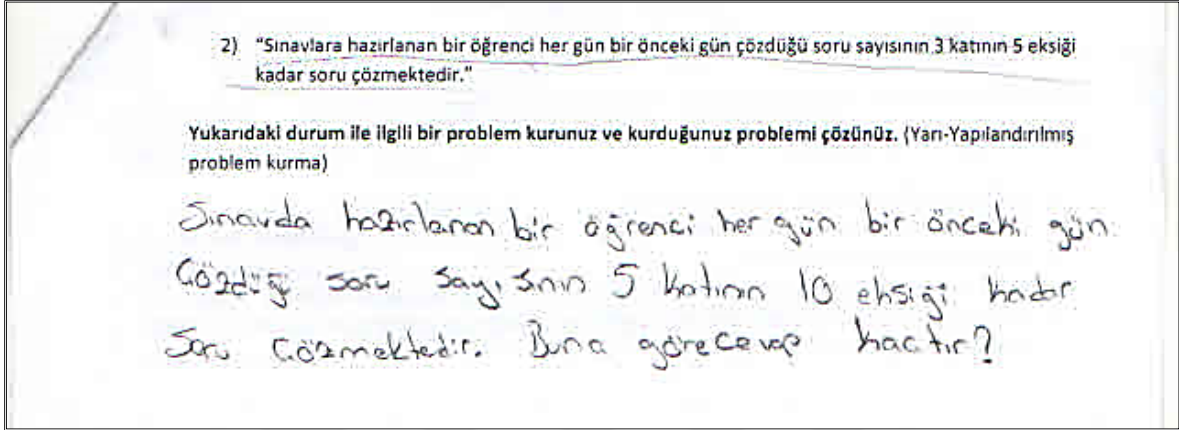 2) "Sınavlara hazırlanan bir öğrenci her gün bir önceki gün çözdüğü soru sayısının 3 katının 5 eksiği
kadar soru çözmektedir."
Yukarıdaki durum ile ilgili bir problem kurunuz ve kurduğunuz problemi çözünüz. (Yarı-Yapılandırılmış
problem kurma)
Sınavda hazırlanan bir öğrenci her gün bir önceki gün
çözdüğü soru sayısının 5 katının 10 eksiği kadar
soru çözmektedir. Buna göre cevap kaçtır?